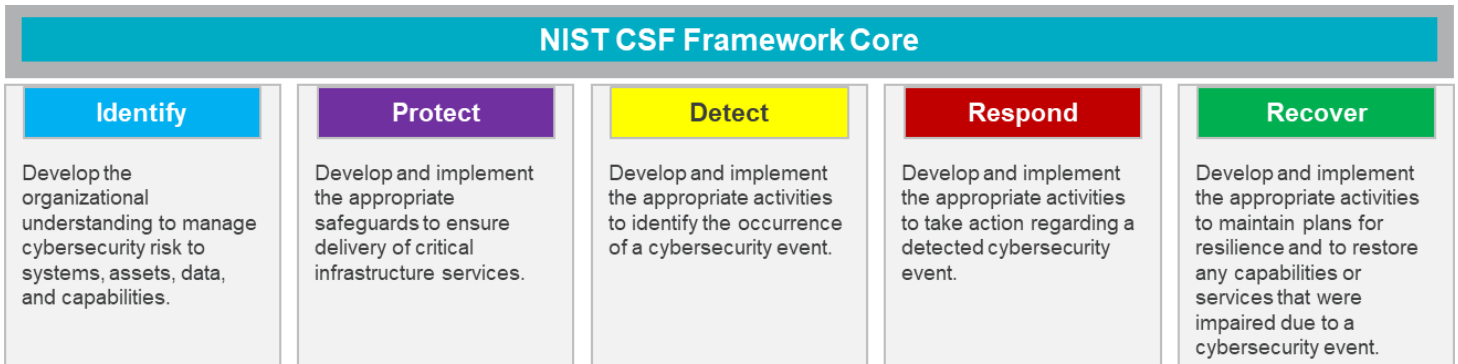 NIST CSF Framework Core
Identify
Develop the
organizational
understanding to manage
cybersecurity risk to
systems, assets, data,
and capabilities.
Protect
Develop and implement
the appropriate
safeguards to ensure
delivery of critical
infrastructure services.
Detect
Develop and implement
the appropriate activities
to identify the occurrence
of a cybersecurity event.
Respond
Develop and implement
the appropriate activities
to take action regarding a
detected cybersecurity
event.
Recover
Develop and implement
the appropriate activities
to maintain plans for
resilience and to restore
any capabilities or
services that were
impaired due to a
cybersecurity event.